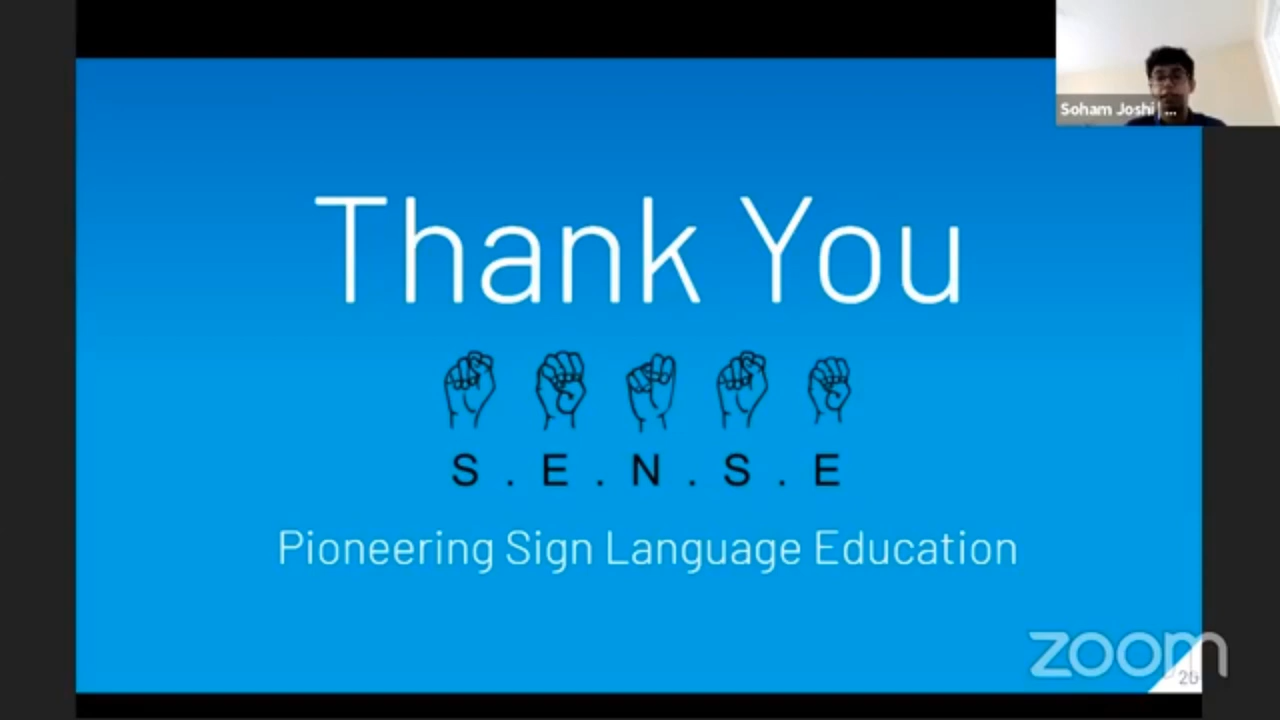 Soham Joshi | ...
Thank You
S . E . N . S . E
Pioneering Sign Language Education
zoom